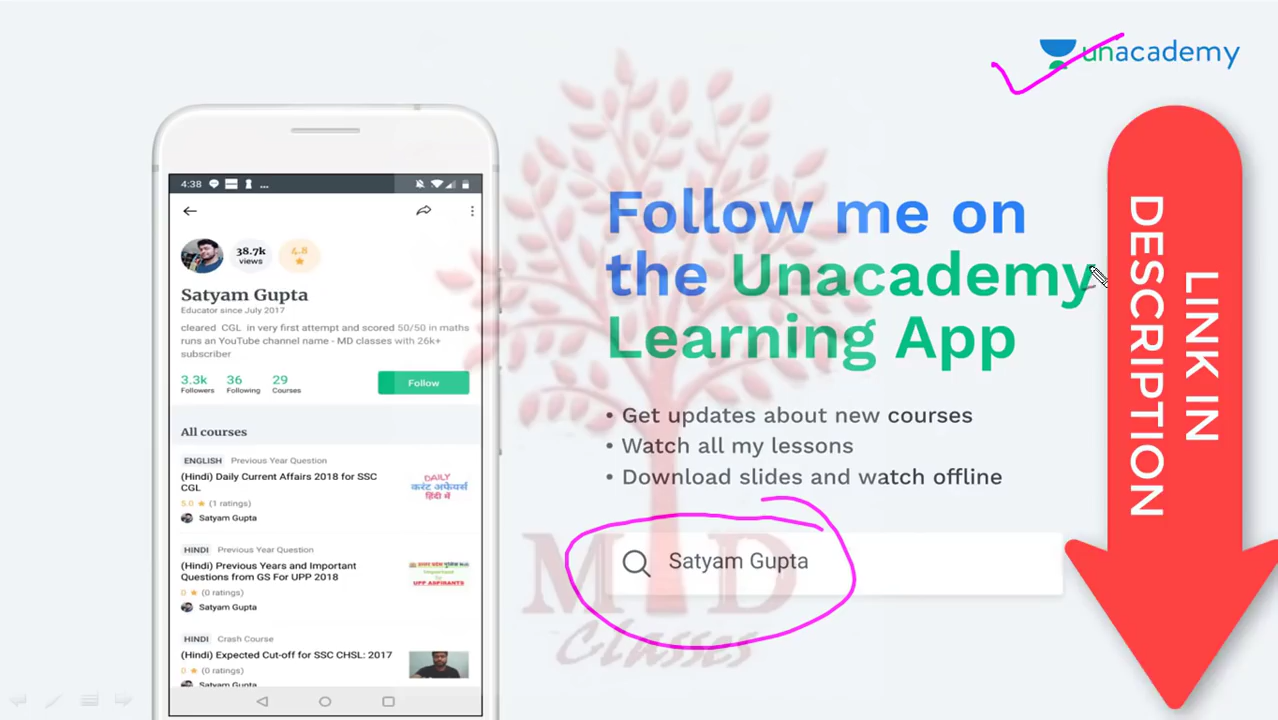 unacademy
4:38
38.7k
views
4.8
Satyam Gupta
Educator since July 2017
cleared CGL in very first attempt and scored 50/50 in maths
runs an YouTube channel name - MD classes with 26k+
subscriber
3.3k
Followers
36
Following
29
Courses
Follow
All courses
ENGLISH Previous Year Question
(Hindi) Daily Current Affairs 2018 for SSC
CGL
5.0 (1 ratings)
Satyam Gupta
DAILY
करंट अफेयर्स
हिंदी में
HINDI Previous Year Question
(Hindi) Previous Years and Important
Questions from GS For UPP 2018
0 (0 ratings)
Satyam Gupta
UPP ASPIRANTS
HINDI Crash Course
(Hindi) Expected Cut-off for SSC CHSL: 2017
0 (0 ratings)
Satyam Gupta
Follow me on
the Unacademy
Learning App
• Get updates about new courses
• Watch all my lessons
• Download slides and watch offline
Satyam Gupta
MD
Classes
LINK IN
DESCRIPTION